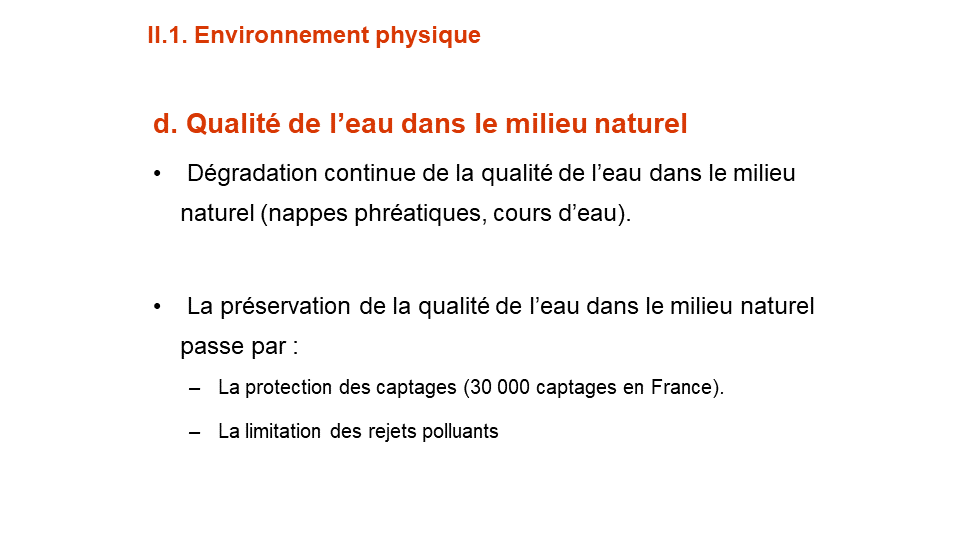 II.1. Environnement physique
d. Qualité de l’eau dans le milieu naturel
• Dégradation continue de la qualité de l’eau dans le milieu
naturel (nappes phréatiques, cours d’eau).
• La préservation de la qualité de l’eau dans le milieu naturel
passe par :
– La protection des captages (30 000 captages en France).
– La limitation des rejets polluants